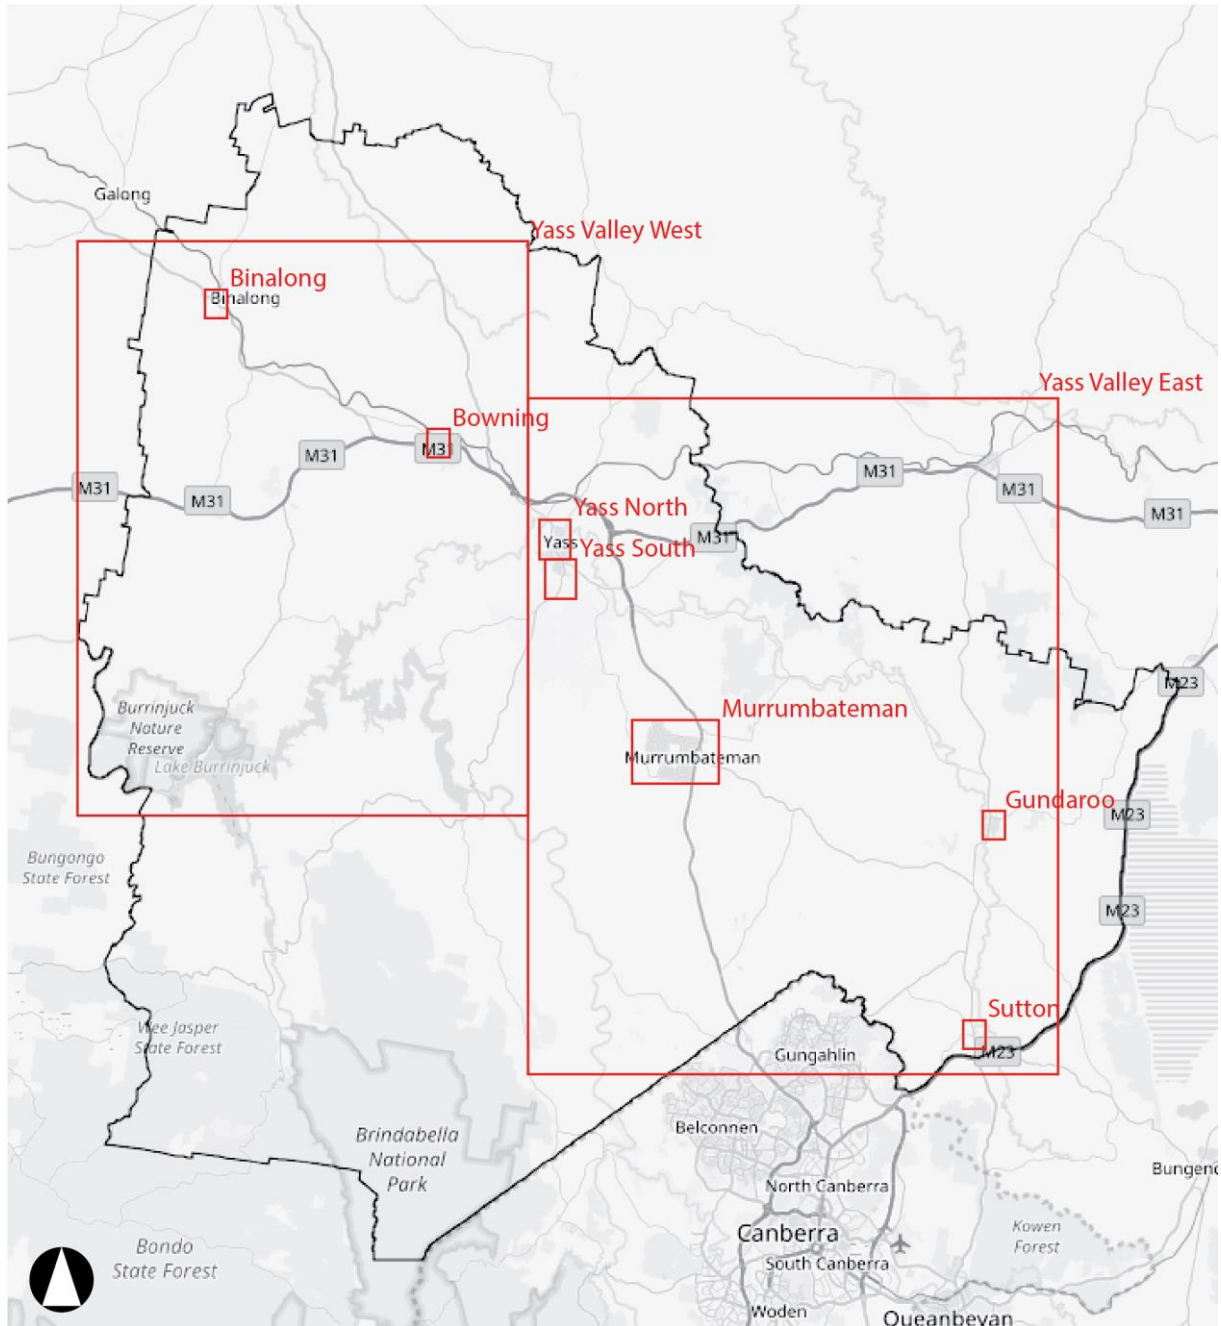 Galong
Yass Valley West
Binalong
Binalong
Yass Valley East
Bowning
M31
M31
M31
M31
M31
M31
M31
M31
Yass North
Yass
Yass South
M23
Murrumbateman
Murrumbateman
Burrinjuck
Nature
Reserve
Lake Burrinjuck
Gundaroo
M23
Bungongo
State Forest
M23
Sutton
M23
Wee Jasper
State Forest
Gungahlin
Belconnen
Brindabella
National
Park
Bungend
North Canberra
Canberra
South Canberra
Kowen
Forest
Bondo
State Forest
Woden
Queanbeyan